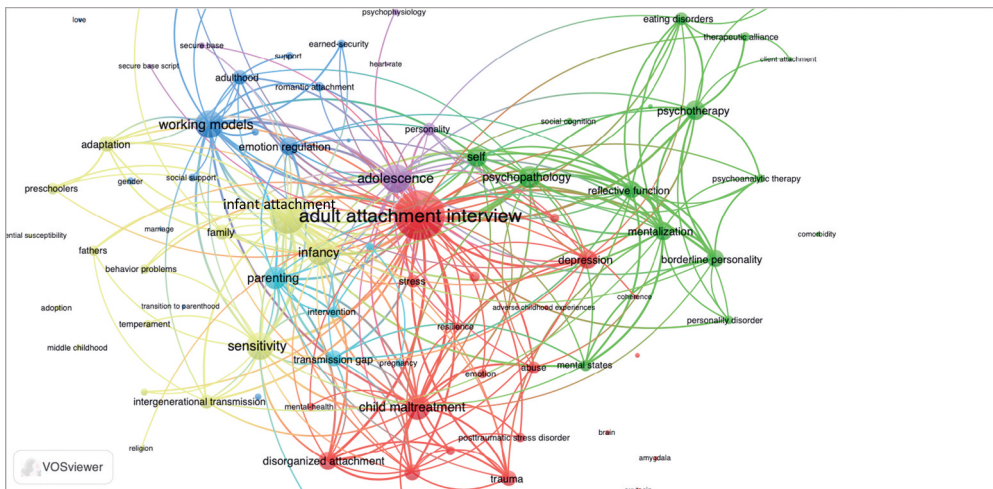 love
psychophysiology
eating disorders
therapeutic alliance
secure base
earned-security
support
client attachment
secure base script
heart-rate
adulthood
romantic attachment
psychotherapy
working models
personality
social cognition
adaptation
emotion regulation
self
adolescence
psychopathology
preschoolers
gender
social support
reflective function
psychoanalytic therapy
infant attachment
adult attachment interview
marriage
family
mentalization
ential susceptibility
comorbidity
fathers
infancy
behavior problems
depression
borderline personality
parenting
stress
coherence
adoption
transition to parenthood
intervention
adverse childhood experiences
temperament
resilience
personality disorder
middle childhood
sensitivity
transmission gap
pregnancy
mental states
emotion
abuse
intergenerational transmission
mental-health
child maltreatment
religion
posttraumatic stress disorder
brain
disorganized attachment
amygdala
trauma
VOSviewer